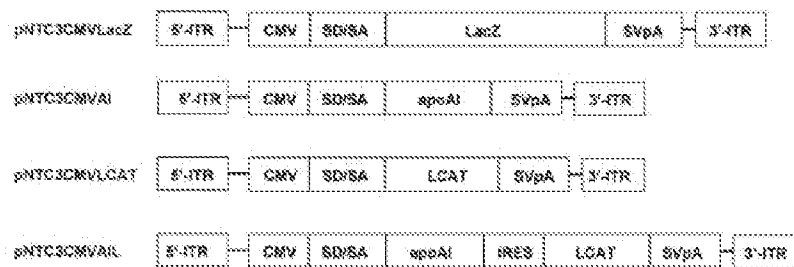 pNTC3CMVLacZ 5'-ITR CMV SD/SA LacZ SVpA 3'-ITR
pNTC3CMVAI 5'-ITR CMV SD/SA apoAI SVpA 3'-ITR
pNTC3CMVLCAT 5'-ITR CMV SD/SA LCAT SVpA 3'-ITR
pNTC3CMVAIL 5'-ITR CMV SD/SA apoAI IRES LCAT SVpA 3'-ITR